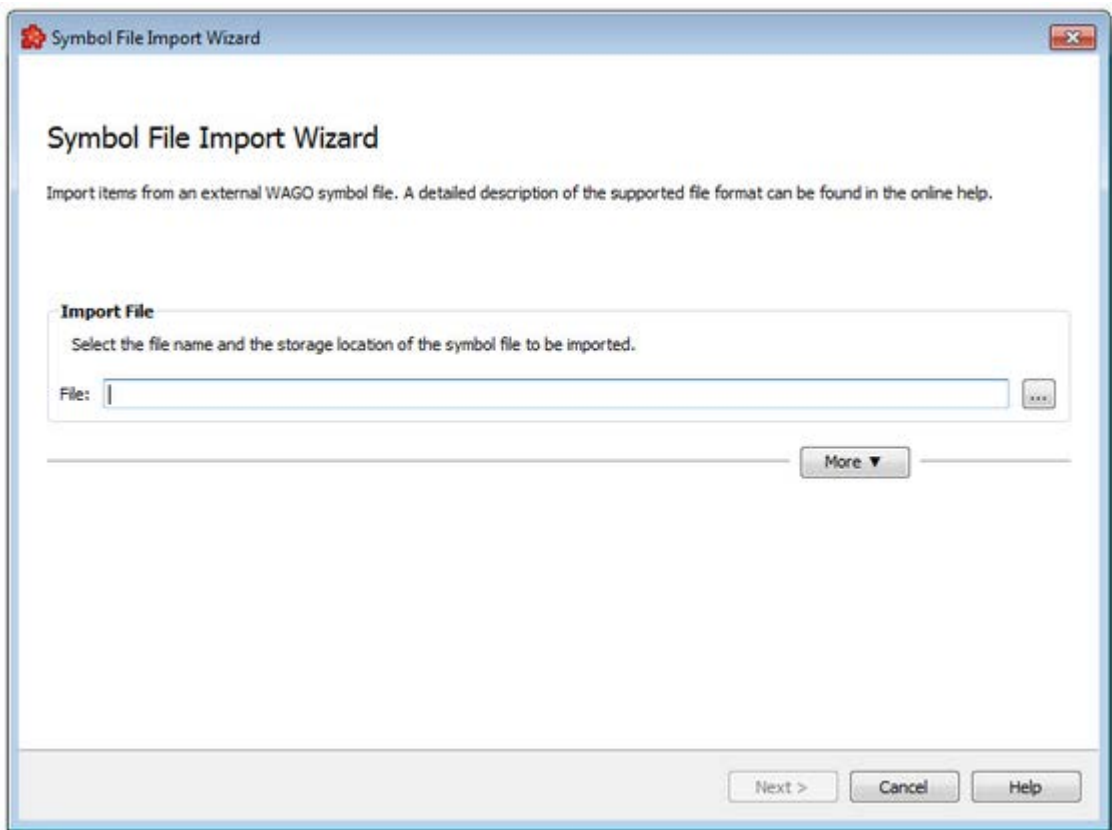 Symbol File Import Wizard
Symbol File Import Wizard
Import items from an external WAGO symbol file. A detailed description of the supported file format can be found in the online help.
Import File
Select the file name and the storage location of the symbol file to be imported.
File:
...
More ▼
Next > Cancel Help